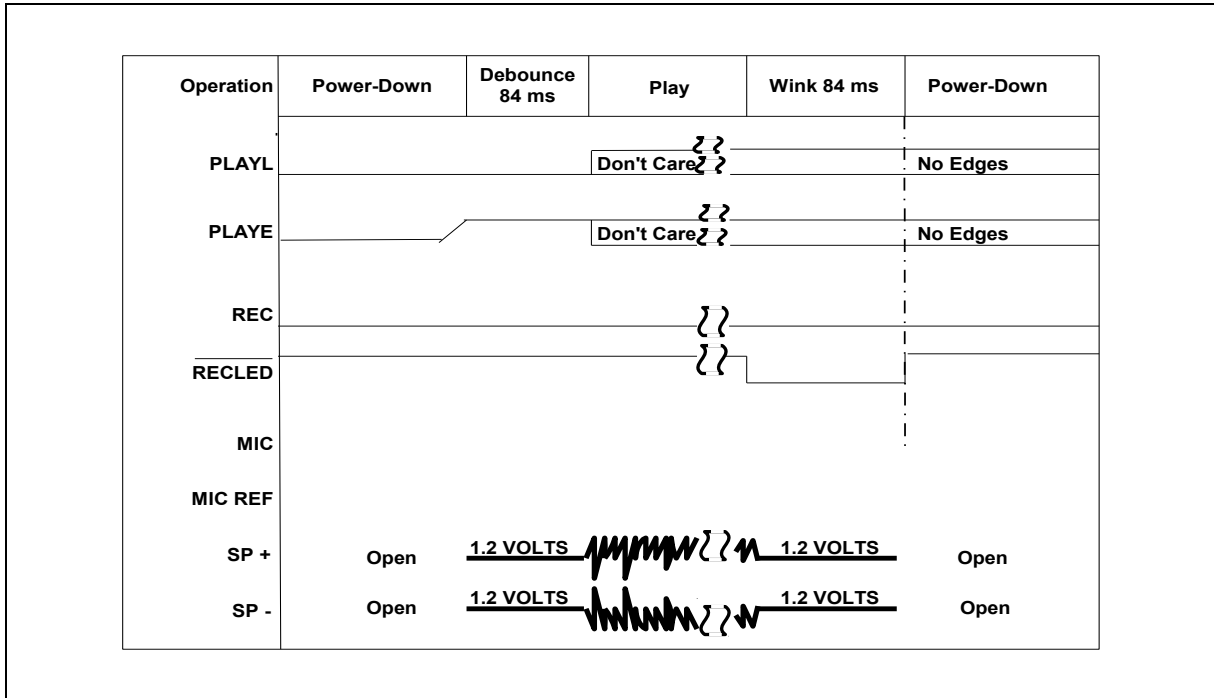 Operation Power-Down Debounce 84 ms Play Wink 84 ms Power-Down
PLAYL Don't Care No Edges
PLAYE Don't Care No Edges
REC
RECLED
MIC
MIC REF
SP + Open 1.2 VOLTS 1.2 VOLTS Open
SP - Open 1.2 VOLTS 1.2 VOLTS Open